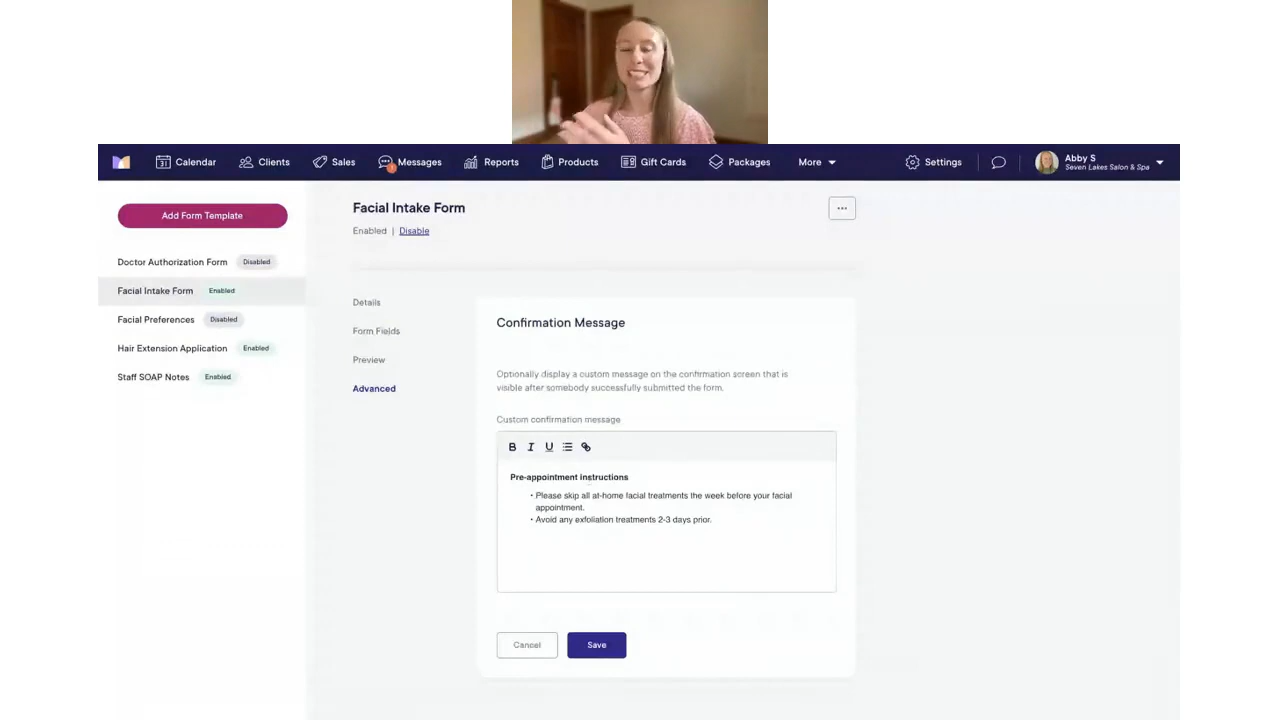 Calendar
Clients
Sales
Messages
Reports
Products
Gift Cards
Packages
More
Settings
Abby S
Seven Lakes Salon & Spa
Add Form Template
Doctor Authorization Form Disabled
Facial Intake Form Enabled
Facial Preferences Disabled
Hair Extension Application Enabled
Staff SOAP Notes Enabled
Facial Intake Form
Enabled | Disable
Details
Form Fields
Preview
Advanced
Confirmation Message
Optionally display a custom message on the confirmation screen that is
visible after somebody successfully submitted the form.
Custom confirmation message
B I U
Pre-appointment instructions
• Please skip all at-home facial treatments the week before your facial
appointment.
• Avoid any exfoliation treatments 2-3 days prior.
Cancel
Save